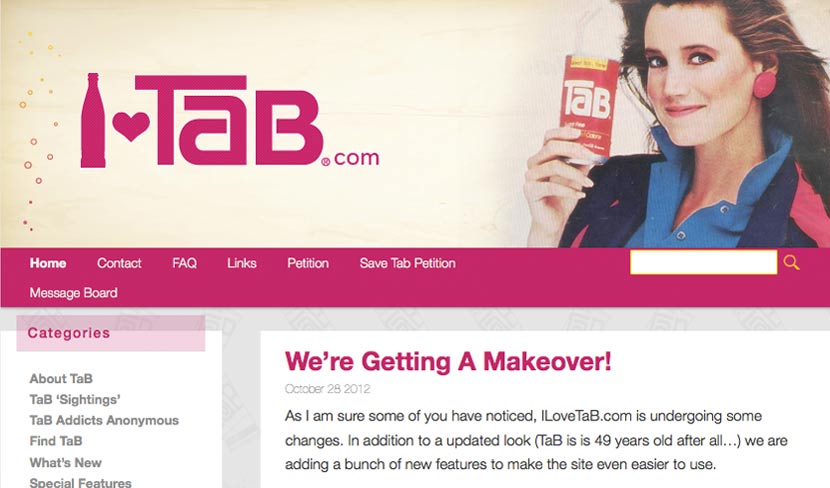 I ♥ TaB®.com
TaB
Home Contact FAQ Links Petition Save Tab Petition
Message Board
Categories
About TaB
TaB ‘Sightings’
TaB Addicts Anonymous
Find TaB
What’s New
Special Features
We’re Getting A Makeover!
October 28 2012
As I am sure some of you have noticed, ILoveTaB.com is undergoing some
changes. In addition to a updated look (TaB is is 49 years old after all…) we are
adding a bunch of new features to make the site even easier to use.